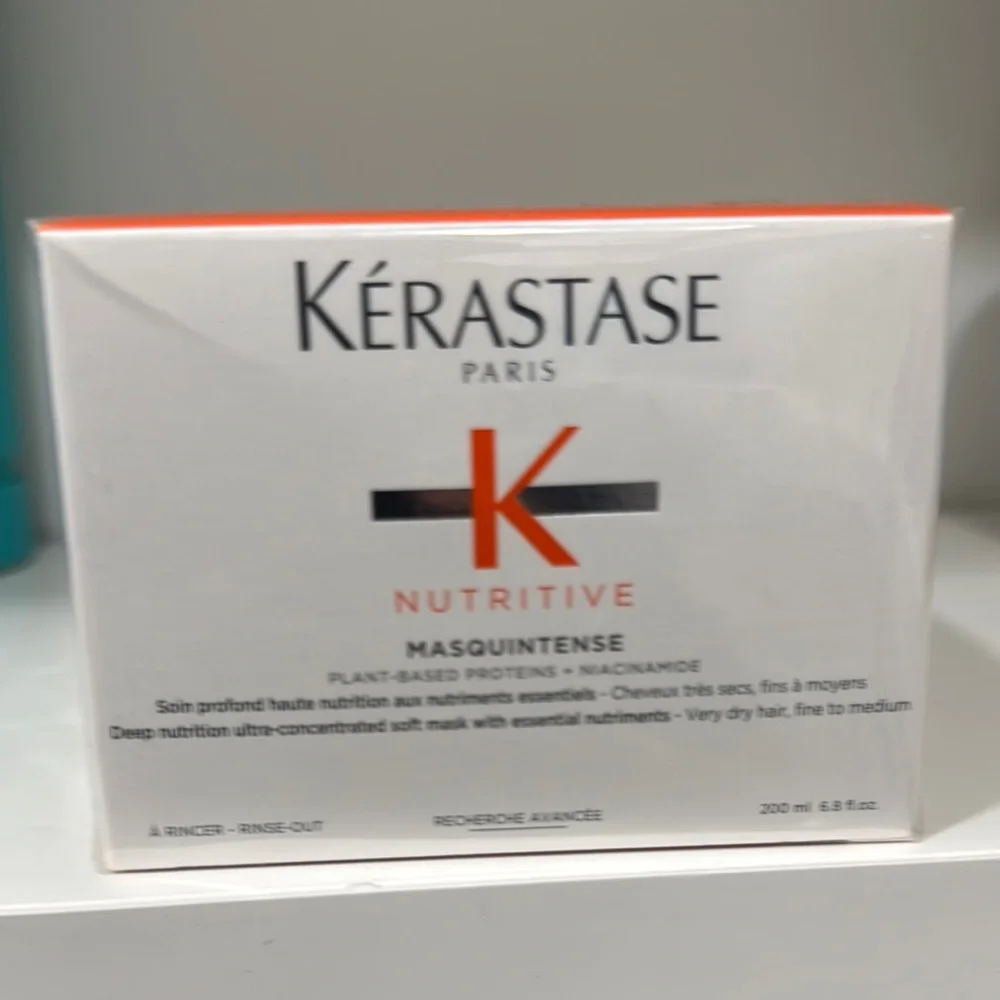 KÉRASTASE
PARIS
K
NUTRITIVE
MASQUINTENSE
PLANT-BASED PROTEINS + NIACINAMIDE
Soin profond haute nutrition aux nutriments essentiels - Cheveux très secs, fins à moyens
Deep nutrition ultra-concentrated soft mask with essential nutriments - Very dry hair, fine to medium
À RINCER - RINSE-OUT
RECHERCHE AVANCÉE
200 ml 6.8 fl.oz.